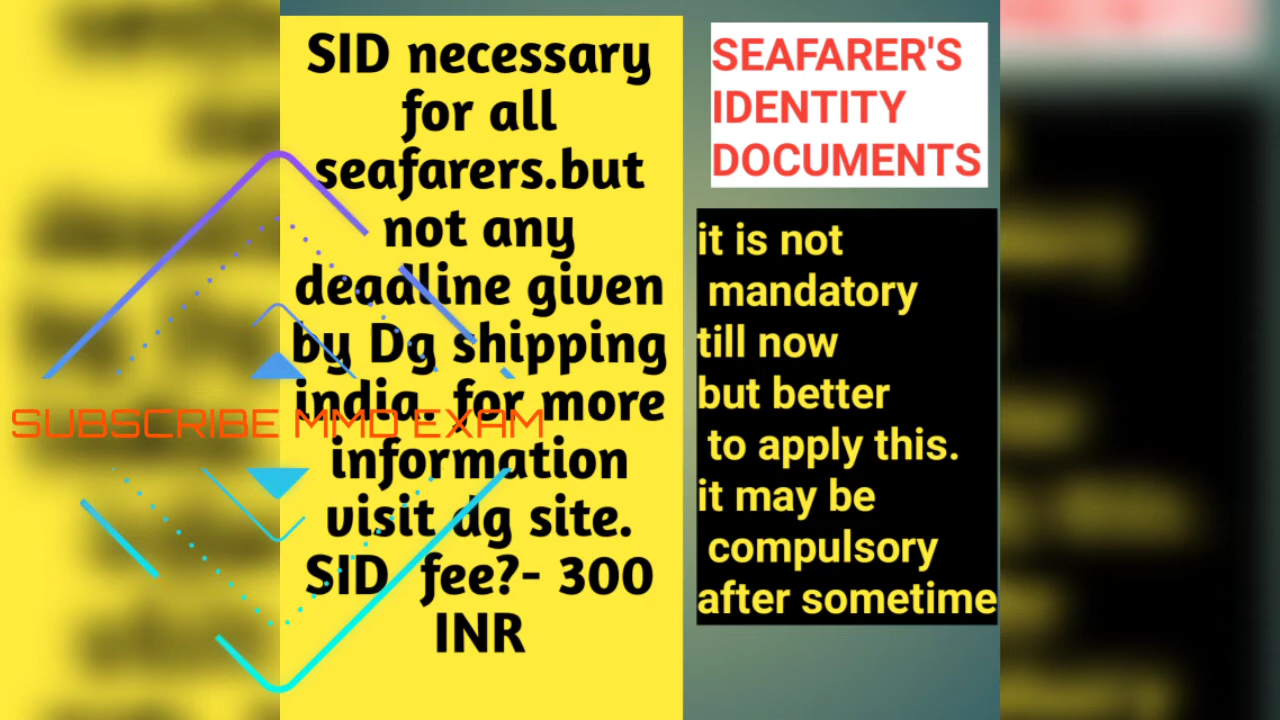 SID necessary
for all
seafarers.but
not any
deadline given
by Dg shipping
india. for more
information
visit dg site.
SID fee?- 300
INR
SEAFARER'S
IDENTITY
DOCUMENTS
it is not
mandatory
till now
but better
to apply this.
it may be
compulsory
after sometime
SUBSCRIBE MMD EXAM